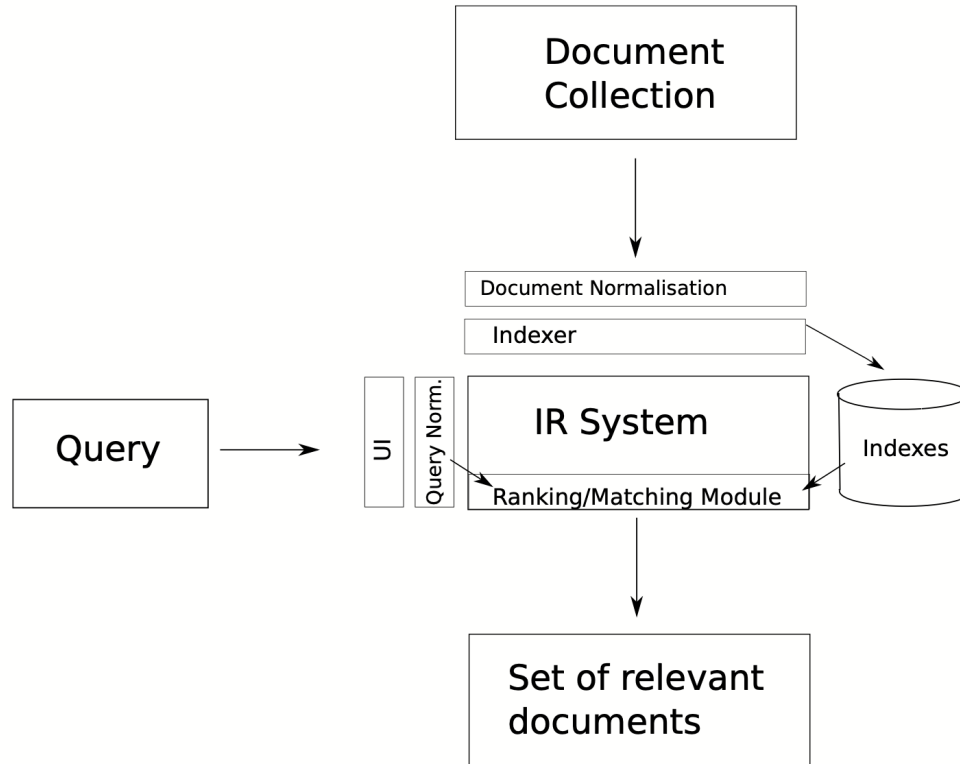 Document
Collection
Document Normalisation
Indexer
Query
UI
Query Norm.
IR System
Ranking/Matching Module
Indexes
Set of relevant
documents